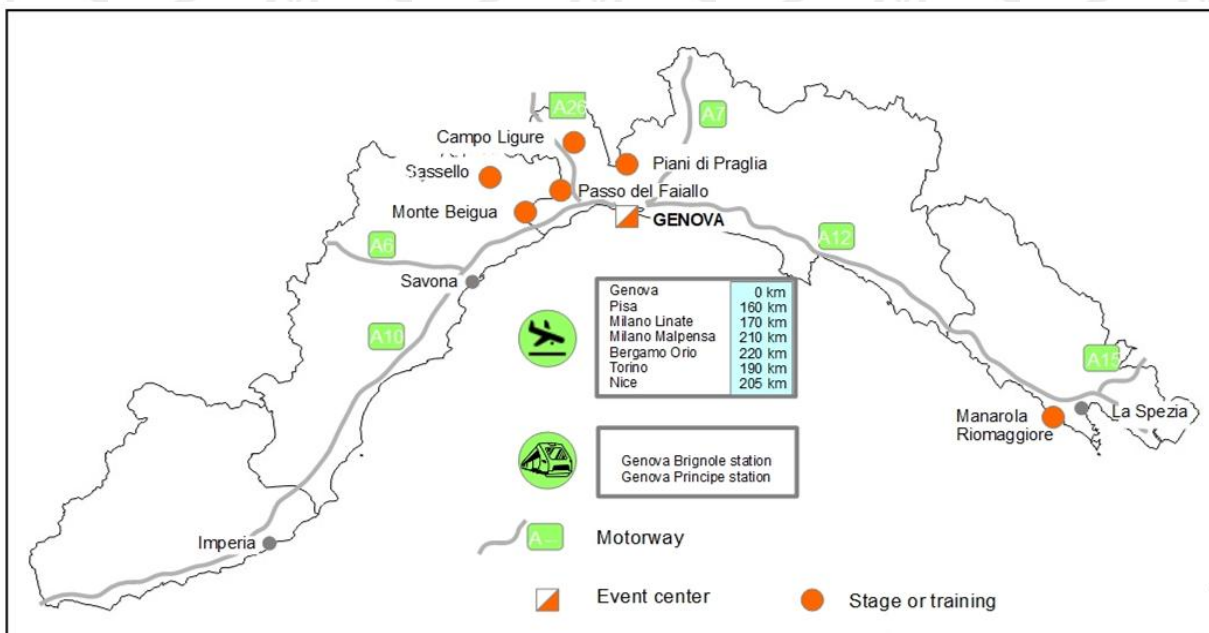 A26
A7
Campo Ligure
Piani di Praglia
Sassello
Passo del Faiallo
Monte Beigua
GENOVA
A6
A12
Savona
Genova 0 km
Pisa 160 km
Milano Linate 170 km
Milano Malpensa 210 km
Bergamo Orio 220 km
Torino 190 km
Nice 205 km
A10
A15
Manarola
Riomaggiore
La Spezia
Genova Brignole station
Genova Principe station
Imperia
A... Motorway
Event center
Stage or training